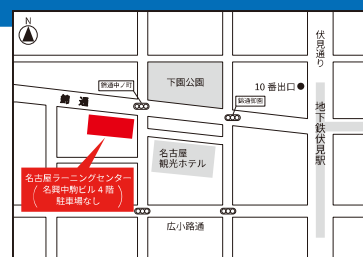 N
伏見通り
錦通中ノ町
下園公園
10番出口
錦通御園
錦通
地下鉄伏見駅
名古屋
観光ホテル
名古屋ラーニングセンター
(名興中駒ビル4階)
駐車場なし
広小路通